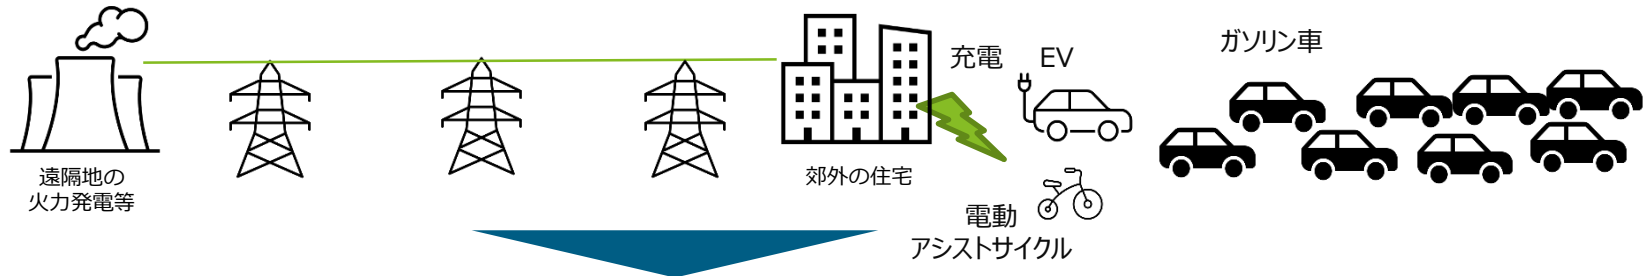 遠隔地の
火力発電等
郊外の住宅
充電
EV
電動
アシストサイクル
ガソリン車